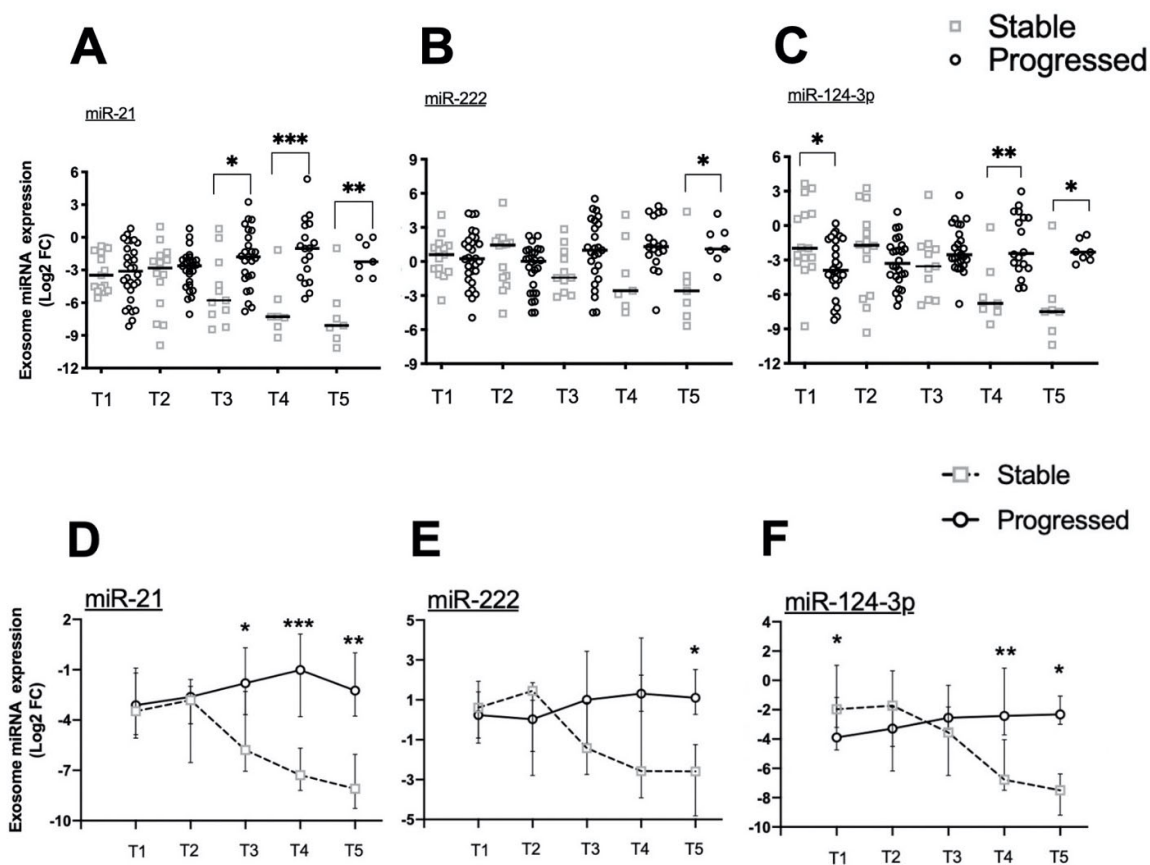 A
B
C
Stable
Progressed
miR-21
miR-222
miR-124-3p
Exosome miRNA expression
(Log2 FC)
6
3
0
-3
-6
-9
-12
*
***
**
T1 T2 T3 T4 T5
9
6
3
0
-3
-6
-9
*
T1 T2 T3 T4 T5
6
3
0
-3
-6
-9
-12
*
**
*
T1 T2 T3 T4 T5
Stable
Progressed
D
E
F
miR-21
miR-222
miR-124-3p
Exosome miRNA expression
(Log2 FC)
2
-1
-4
-7
-10
*
***
**
T1 T2 T3 T4 T5
5
3
1
-1
-3
-5
*
T1 T2 T3 T4 T5
4
2
0
-2
-4
-6
-8
-10
*
**
*
T1 T2 T3 T4 T5